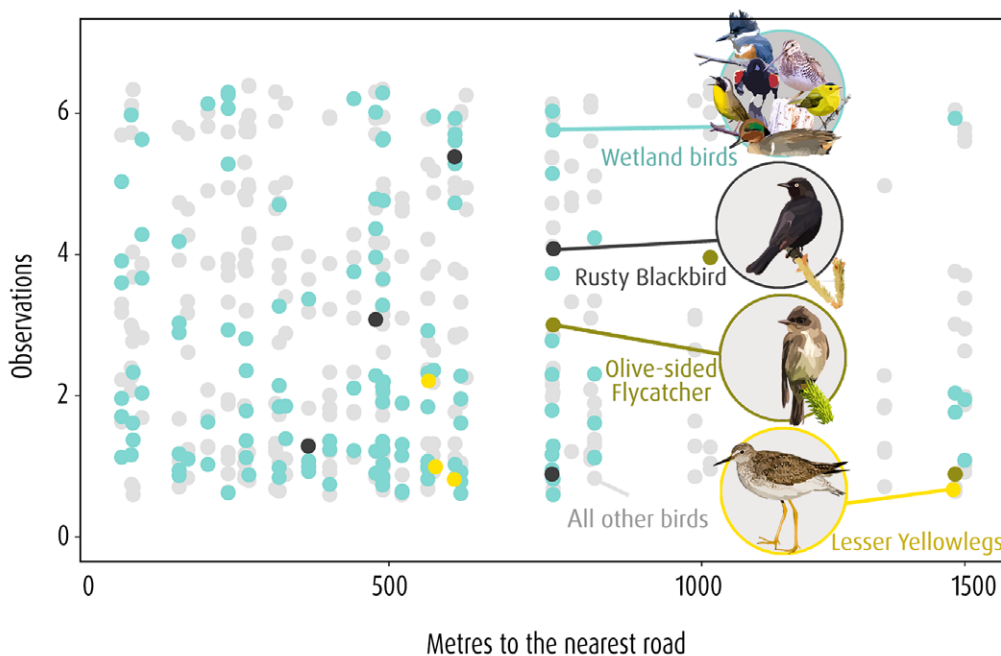 Observations
6
4
2
0
Wetland birds
Rusty Blackbird
Olive-sided
Flycatcher
All other birds
Lesser Yellowlegs
0
500
1000
1500
Metres to the nearest road